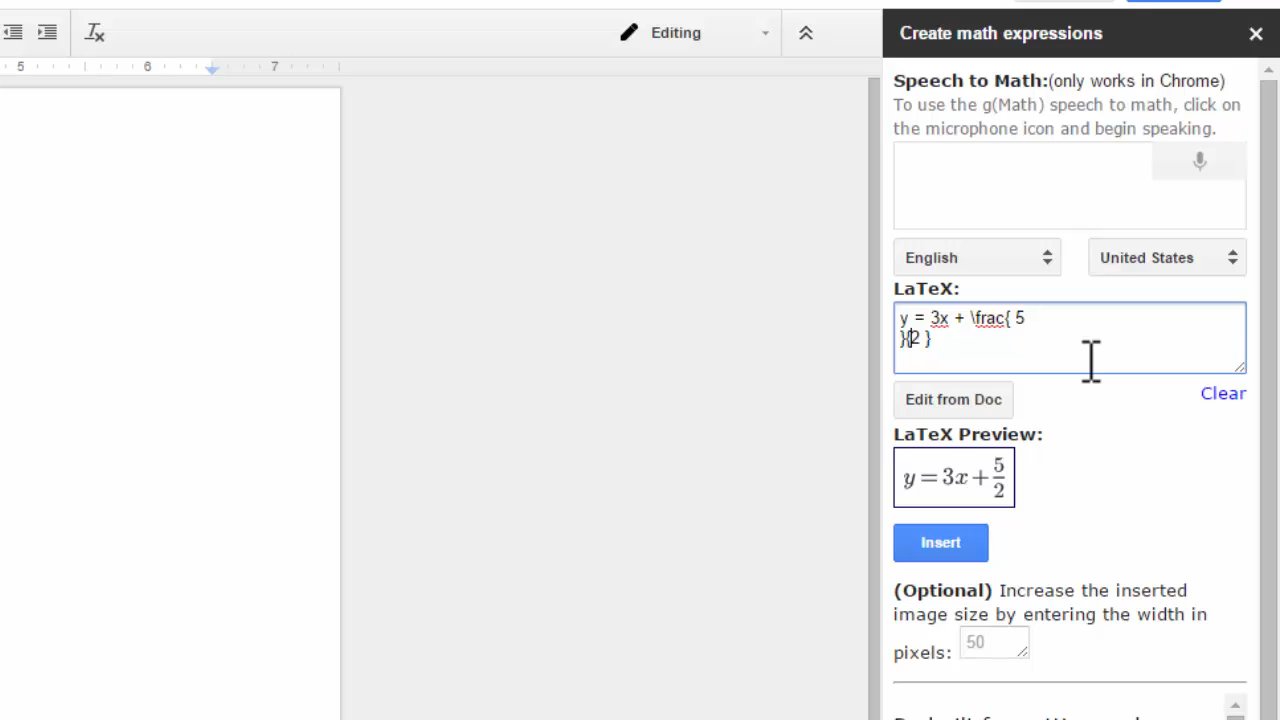 Editing
Create math expressions
5 6 7
Speech to Math:(only works in Chrome)
To use the g(Math) speech to math, click on
the microphone icon and begin speaking.
English
United States
LaTeX:
y = 3x + \frac{ 5
}{2 }
Edit from Doc
Clear
LaTeX Preview:
y=3x+5/2
Insert
(Optional) Increase the inserted
image size by entering the width in
pixels: 50